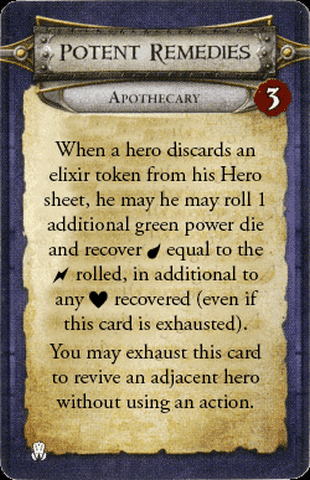 Potent Remedies
Apothecary
3
When a hero discards an
elixir token from his Hero
sheet, he may he may roll 1
additional green power die
and recover equal to the
rolled, in additional to
any recovered (even if
this card is exhausted).
You may exhaust this card
to revive an adjacent hero
without using an action.